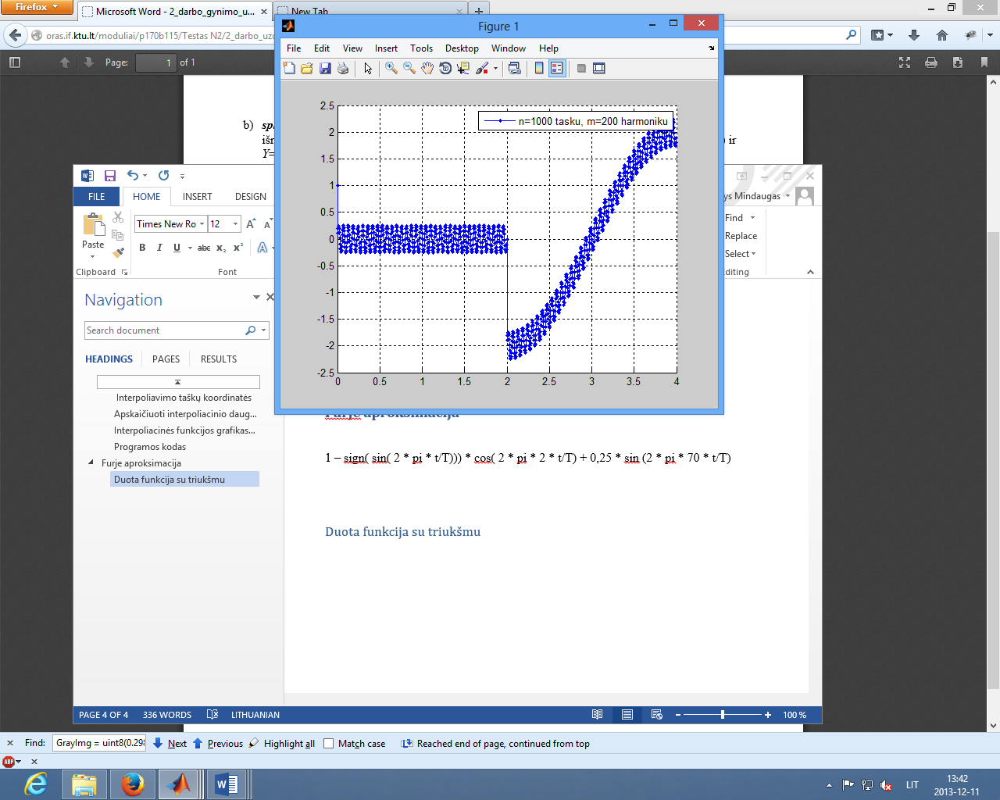 Firefox
Microsoft Word - 2_darbo_gynimo_u...
New Tab
oras.if.ktu.lt/moduliai/p170b115/Testas N2/2_darbo_uzd
Page: 1 of 1
Figure 1
File Edit View Insert Tools Desktop Window Help
b)
ir
n=1000 tasku, m=200 harmoniku
2.5
2
1.5
1
0.5
0
-0.5
-1
-1.5
-2
-2.5
0 0.5 1 1.5 2 2.5 3 3.5 4
FILE HOME INSERT DESIGN
ys Mindaugas
Paste
Times New Ro 12
B I U abc x₂ x² A
Clipboard Font
Find
Replace
Select
diting
Navigation
Search document
HEADINGS PAGES RESULTS
Interpoliavimo taškų koordinatės
Apskaičiuoti interpoliacinio daug...
Interpoliacinės funkcijos grafikas...
Programos kodas
Furje aproksimacija
Duota funkcija su triukšmu
Furje aproksimacija
1 – sign( sin( 2 * pi * t/T))) * cos( 2 * pi * 2 * t/T) + 0,25 * sin (2 * pi * 70 * t/T)
Duota funkcija su triukšmu
PAGE 4 OF 4 336 WORDS LITHUANIAN 100 %
Find: GrayImg = uint8(0.298 Next Previous Highlight all Match case Reached end of page, continued from top
ABP
LIT
13:42
2013-12-11